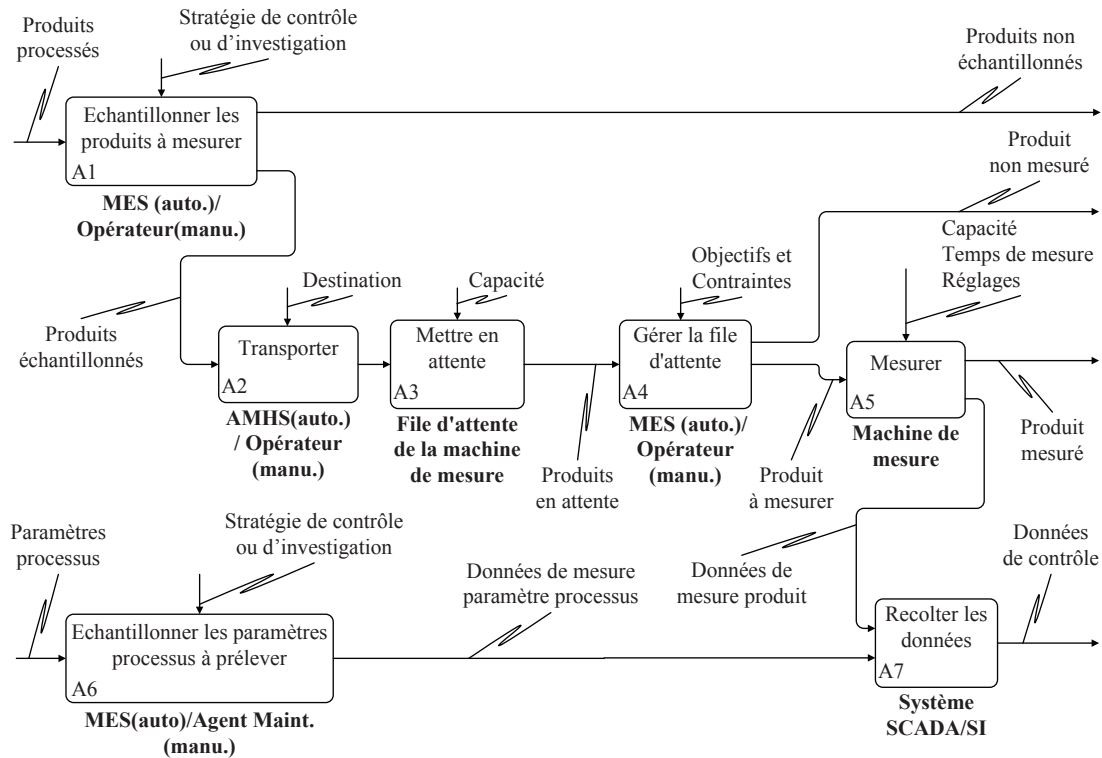 Produits
processés
Stratégie de contrôle
ou d’investigation
Produits non
échantillonnés
Echantillonner les
produits à mesurer
A1
MES (auto.)/
Opérateur(manu.)
Produit
non mesuré
Capacité
Temps de mesure
Réglages
Objectifs et
Contraintes
Destination
Capacité
Produits
échantillonnés
Transporter
A2
AMHS(auto.)
/ Opérateur
(manu.)
Mettre en
attente
A3
File d'attente
de la machine
de mesure
Produits
en attente
Gérer la file
d'attente
A4
MES (auto.)/
Opérateur
(manu.)
Produit
à mesurer
Mesurer
A5
Machine de
mesure
Produit
mesuré
Paramètres
processus
Stratégie de contrôle
ou d’investigation
Données de mesure
paramètre processus
Données de
mesure produit
Données
de contrôle
Echantillonner les paramètres
processus à prélever
A6
MES(auto)/Agent Maint.
(manu.)
Recolter les
données
A7
Système
SCADA/SI